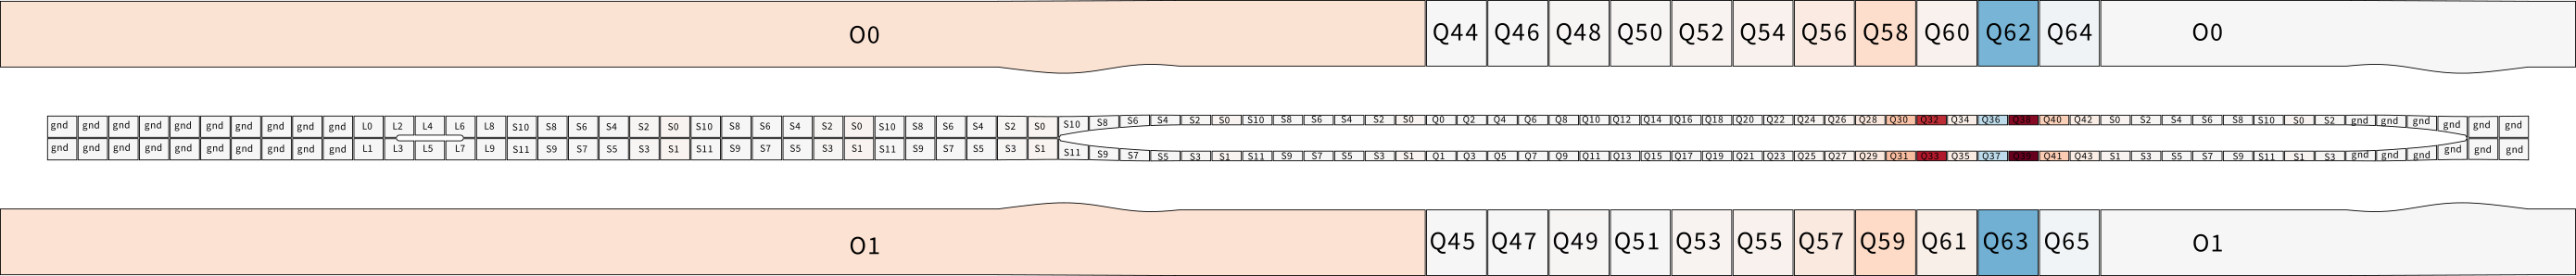 O0 Q44 Q46 Q48 Q50 Q52 Q54 Q56 Q58 Q60 Q62 Q64 O0
gnd gnd gnd gnd gnd gnd gnd gnd gnd gnd L0 L2 L4 L6 L8 S10 S8 S6 S4 S2 S0 S10 S8 S6 S4 S2 S0 S10 S8 S6 S4 S2 S0 S10 S8 S6 S4 S2 S0 S10 S8 S6 S4 S2 S0 Q0 Q2 Q4 Q6 Q8 Q10 Q12 Q14 Q16 Q18 Q20 Q22 Q24 Q26 Q28 Q30 Q32 Q34 Q36 Q38 Q40 Q42 S0 S2 S4 S6 S8 S10 S0 S2 gnd gnd gnd gnd gnd gnd
gnd gnd gnd gnd gnd gnd gnd gnd gnd gnd L1 L3 L5 L7 L9 S11 S9 S7 S5 S3 S1 S11 S9 S7 S5 S3 S1 S11 S9 S7 S5 S3 S1 S11 S9 S7 S5 S3 S1 S11 S9 S7 S5 S3 S1 Q1 Q3 Q5 Q7 Q9 Q11 Q13 Q15 Q17 Q19 Q21 Q23 Q25 Q27 Q29 Q31 Q33 Q35 Q37 Q39 Q41 Q43 S1 S3 S5 S7 S9 S11 S1 S3 gnd gnd gnd gnd gnd gnd
O1 Q45 Q47 Q49 Q51 Q53 Q55 Q57 Q59 Q61 Q63 Q65 O1